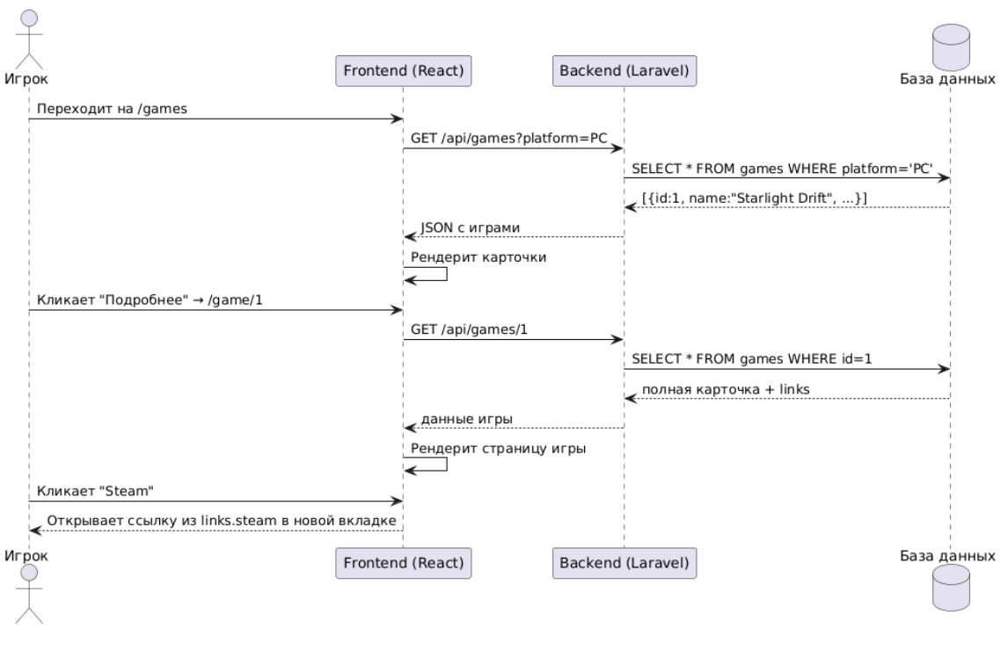 Игрок
Frontend (React)
Backend (Laravel)
База данных
Переходит на /games
GET /api/games?platform=PC
SELECT * FROM games WHERE platform='PC'
[{id:1, name:"Starlight Drift", ...}]
JSON с играми
Рендерит карточки
Кликает "Подробнее" → /game/1
GET /api/games/1
SELECT * FROM games WHERE id=1
полная карточка + links
данные игры
Рендерит страницу игры
Кликает "Steam"
Открывает ссылку из links.steam в новой вкладке
Игрок
Frontend (React)
Backend (Laravel)
База данных